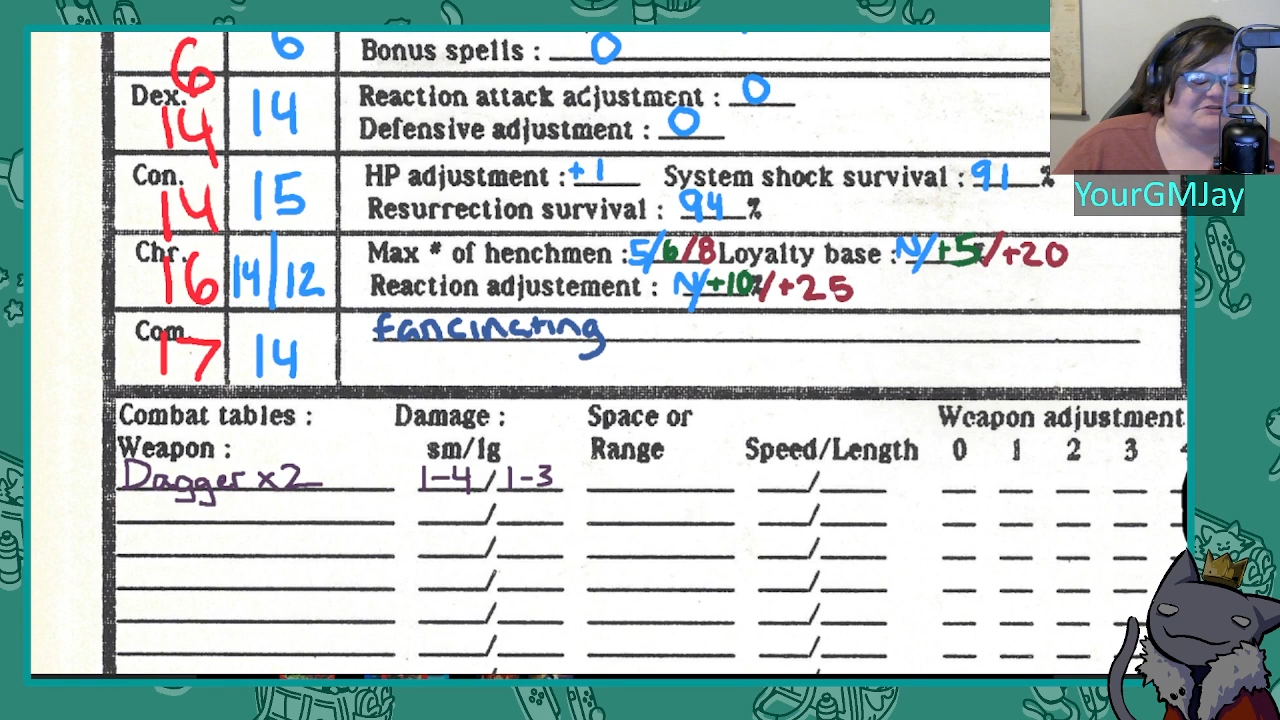 6 6 Bonus spells : 0
Dex. 14 14 Reaction attack adjustment : 0
Defensive adjustment : 0
Con. 14 15 HP adjustment : +1 System shock survival : 91 %
Resurrection survival : 94 %
YourGMJay
Chr. 16 14/12 Max # of henchmen : 5/6/8 Loyalty base : N/+5%/+20
Reaction adjustement : N/+10%/+25
Com. 17 14 fancinating
Combat tables : Damage : Space or Weapon adjustment
Weapon : sm/lg Range Speed/Length 0 1 2 3
Dagger x2 1-4/1-3